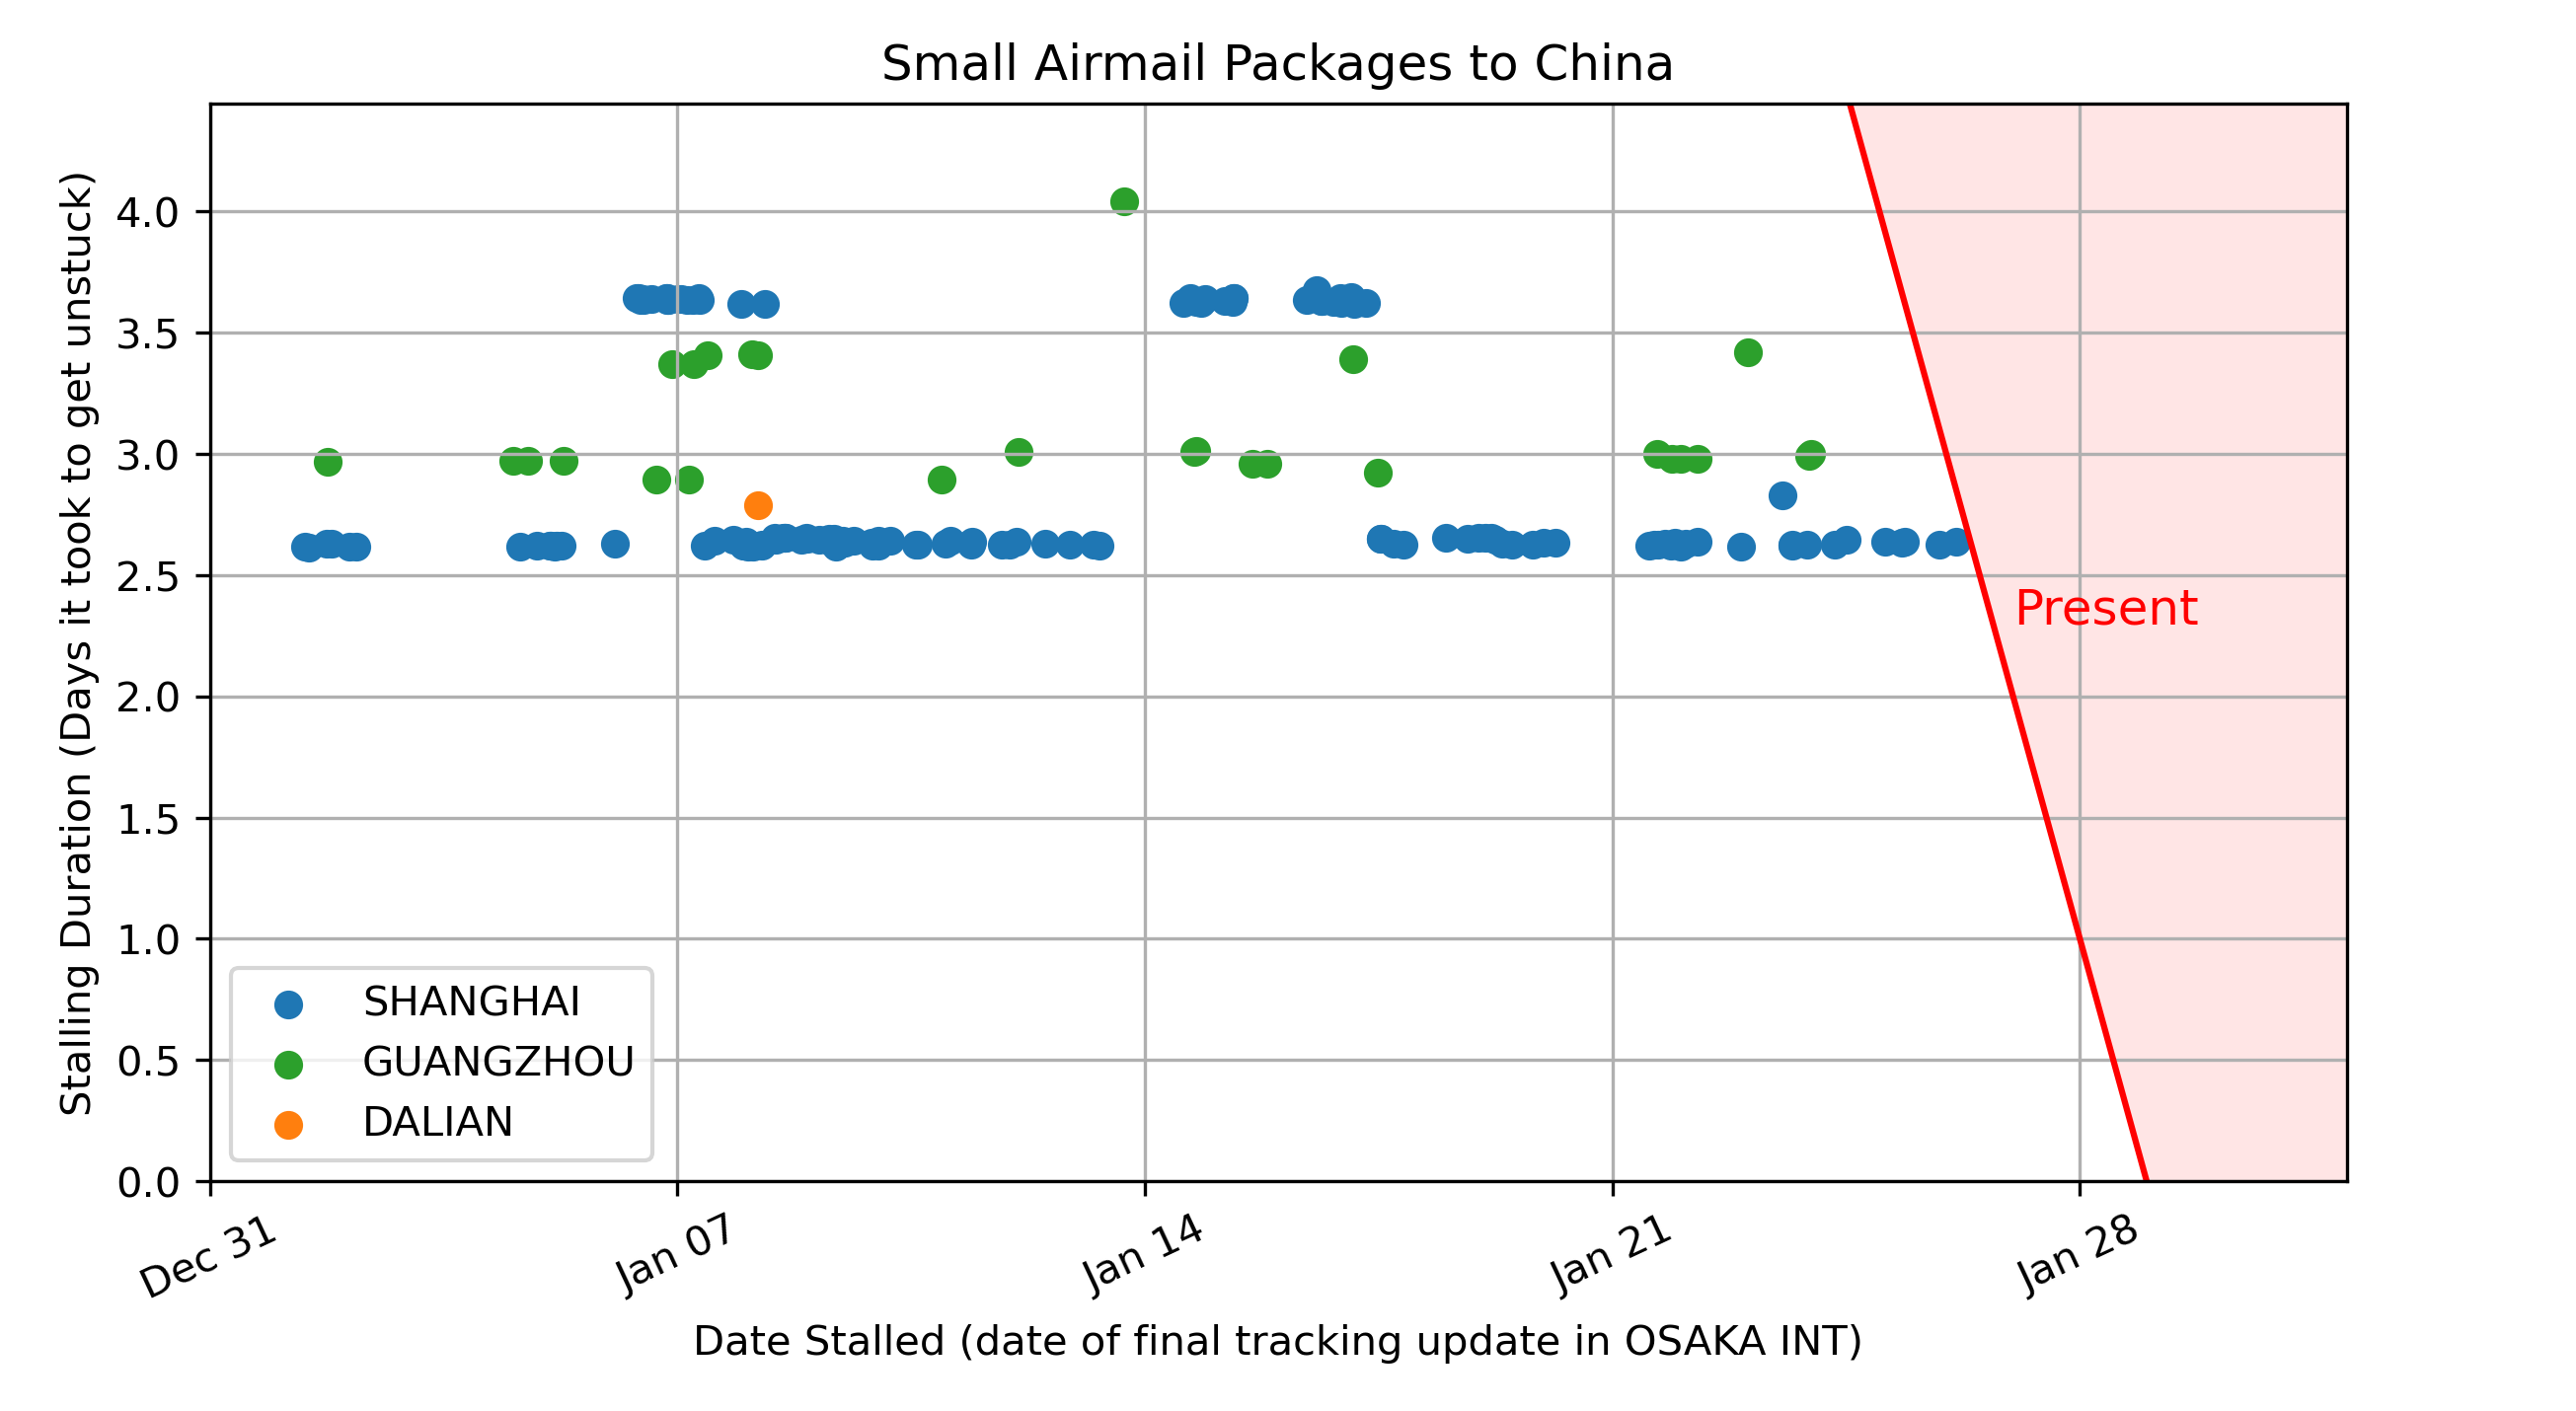 Small Airmail Packages to China
Stalling Duration (Days it took to get unstuck)
4.0
3.5
3.0
2.5
2.0
1.5
1.0
0.5
0.0
Present
SHANGHAI
GUANGZHOU
DALIAN
Dec 31
Jan 07
Jan 14
Jan 21
Jan 28
Date Stalled (date of final tracking update in OSAKA INT)